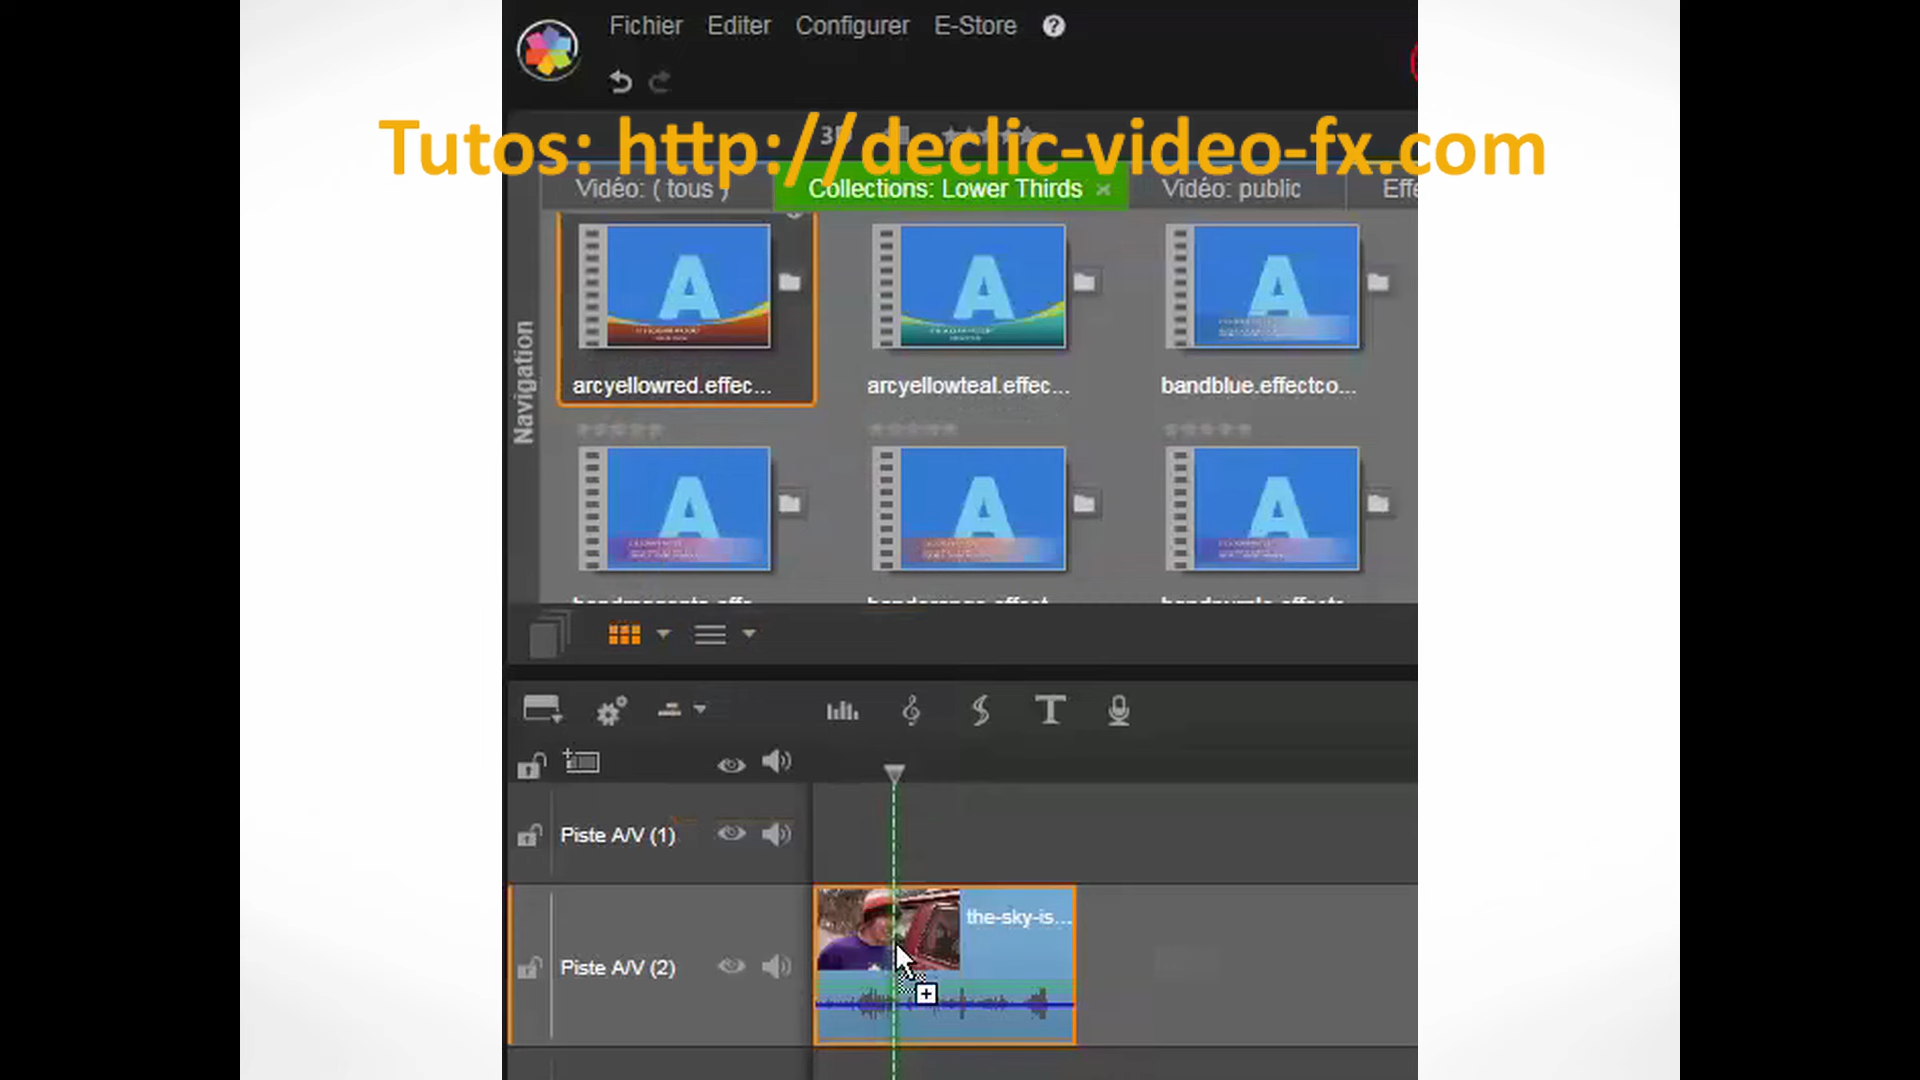 Fichier Editer Configurer E-Store ?
3D
Tutos: http://declic-video-fx.com
Vidéo: ( tous ) Collections: Lower Thirds × Vidéo: public Effe
Navigation
A A A
arcyellowred.effec... arcyellowteal.effec... bandblue.effectco...
A A A
Piste A/V (1)
the-sky-is...
Piste A/V (2)